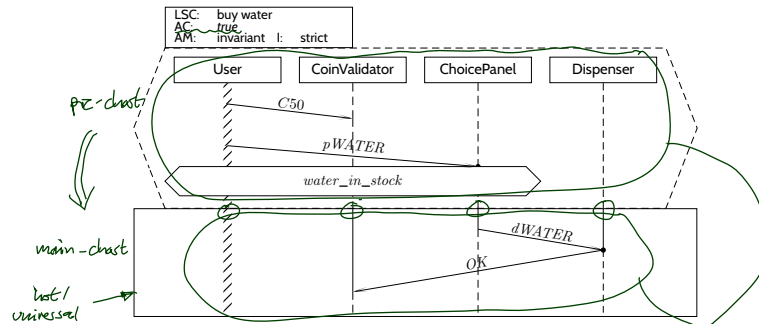 LSC: buy water
AC: true
AM: invariant I: strict
User CoinValidator ChoicePanel Dispenser
C50
pre-chart
pWATER
water_in_stock
dWATER
main-chart
OK
hot/
universal